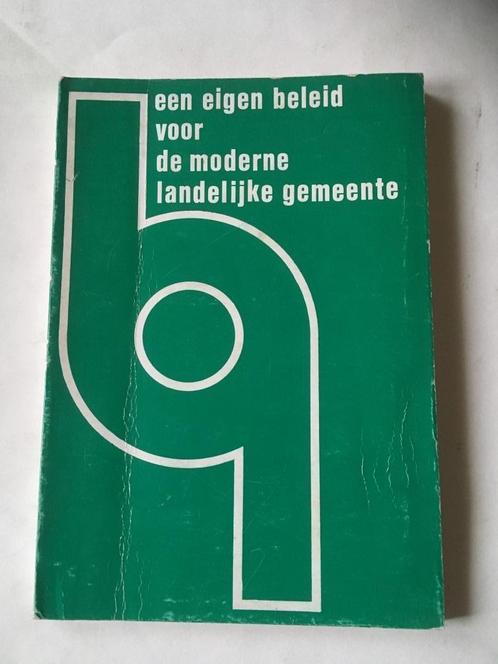 een eigen beleid
voor
de moderne
landelijke gemeente